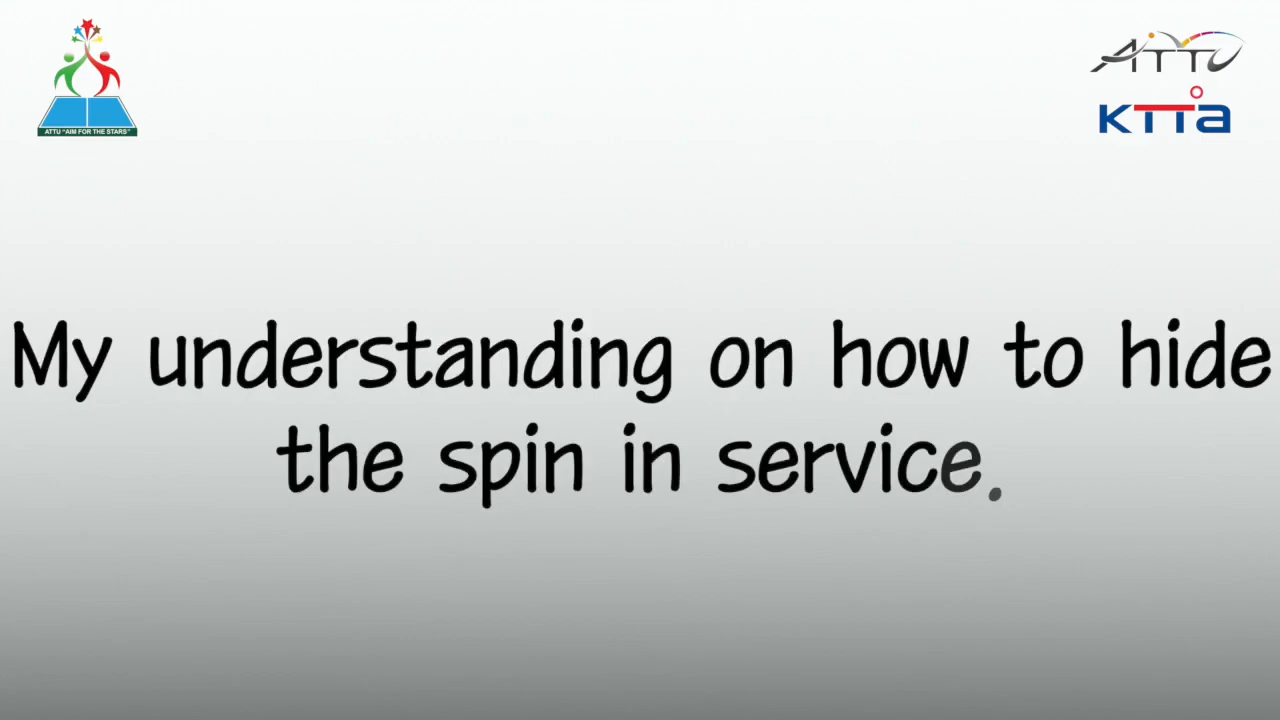 ATTU "AIM FOR THE STARS"
ATTU
KTTa
My understanding on how to hide
the spin in service.